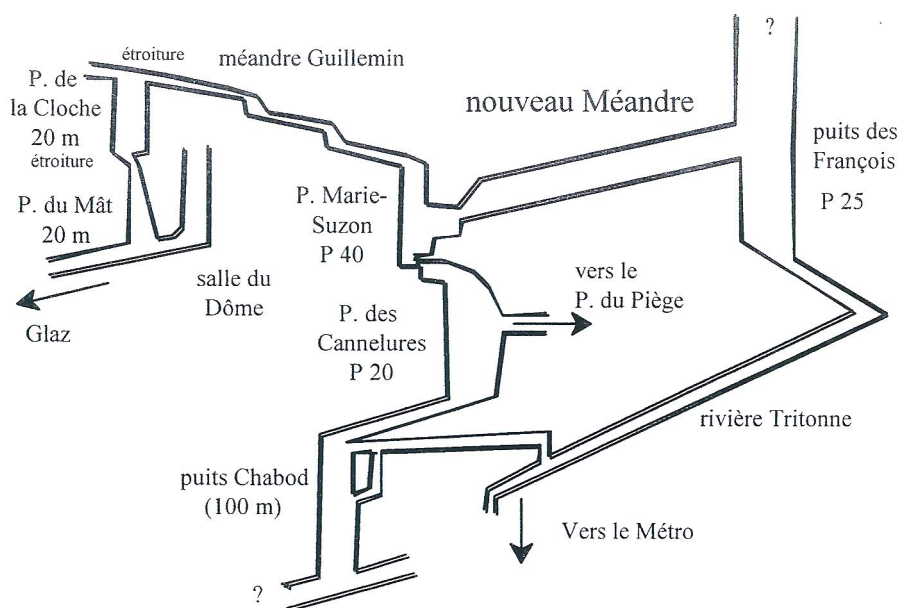 ?
étroiture
méandre Guillemin
P. de
la Cloche
20 m
étroiture
nouveau Méandre
puits des
François
P 25
P. du Mât
20 m
P. Marie-
Suzon
P 40
salle du
Dôme
vers le
P. du Piège
Glaz
P. des
Cannelures
P 20
rivière Tritonne
puits Chabod
(100 m)
Vers le Métro
?